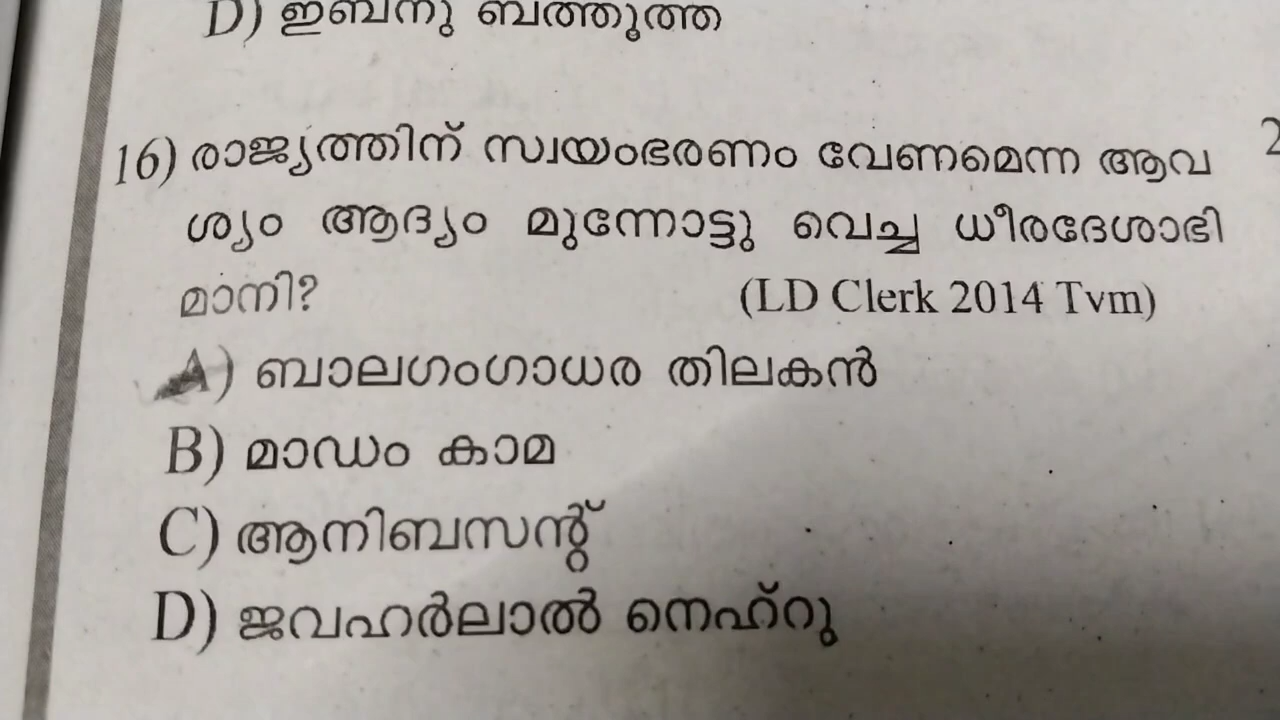 D) ഇബ്നു ബത്തൂത്ത
16) രാജ്യത്തിന് സ്വയംഭരണം വേണമെന്ന ആവ
ശ്യം ആദ്യം മുന്നോട്ടു വെച്ച ധീരദേശാഭി
മാനി? (LD Clerk 2014 Tvm)
A) ബാലഗംഗാധര തിലകൻ
B) മാഡം കാമ
C) ആനിബസന്റ്
D) ജവഹർലാൽ നെഹ്റു